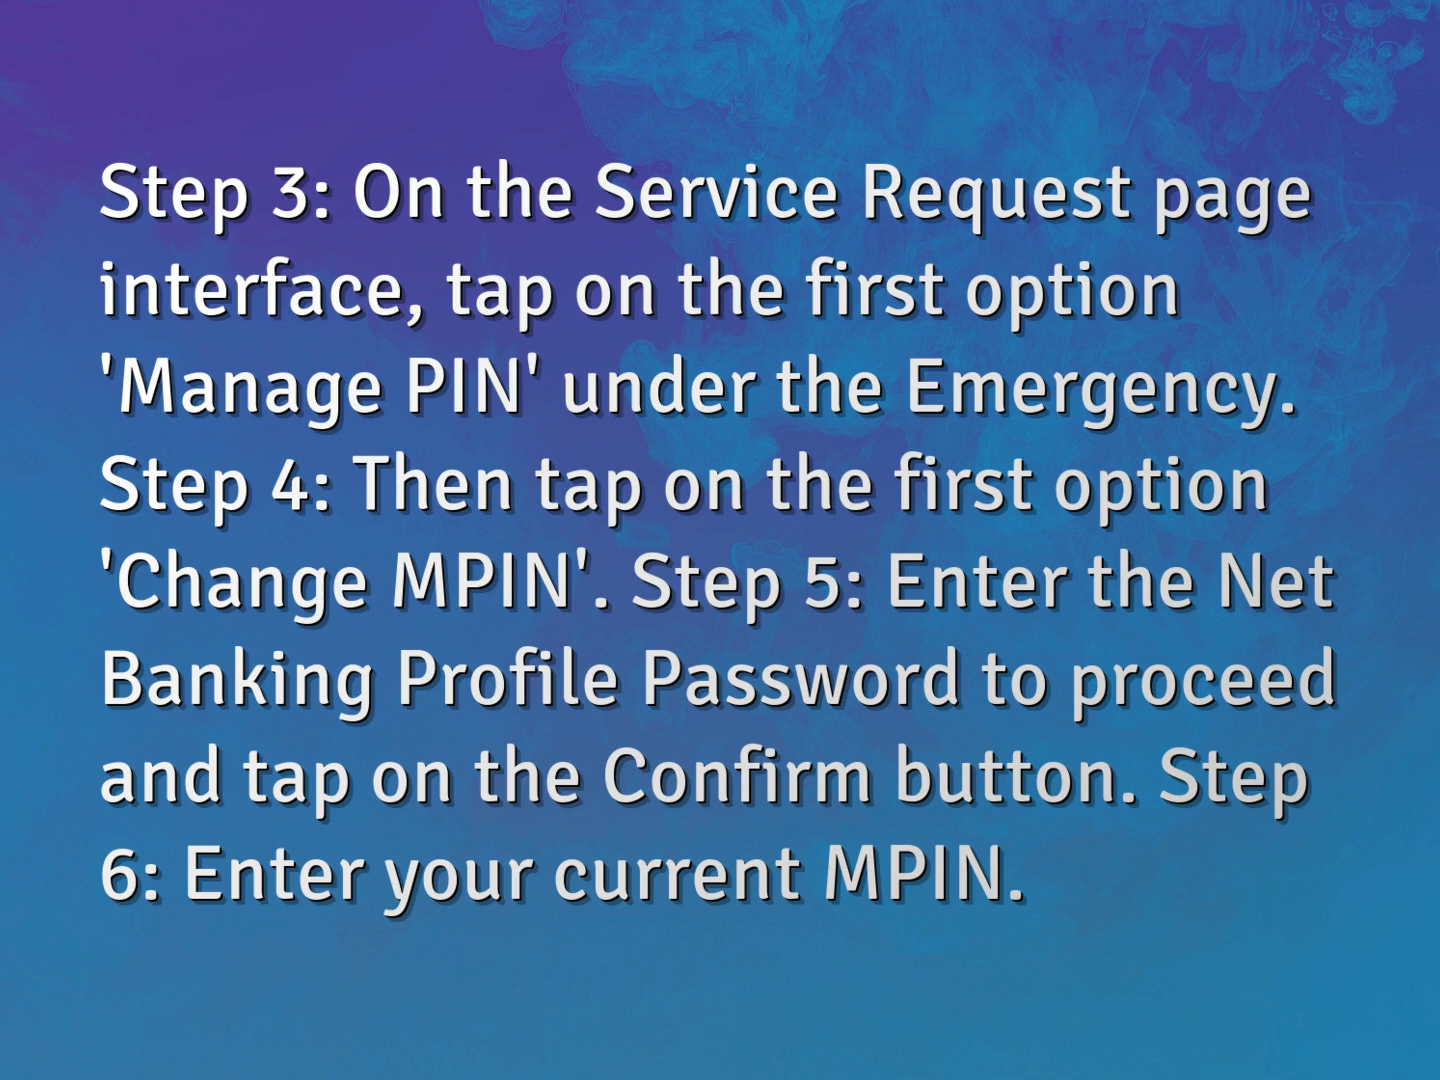 Step 3: On the Service Request page
interface, tap on the first option
'Manage PIN' under the Emergency.
Step 4: Then tap on the first option
'Change MPIN'. Step 5: Enter the Net
Banking Profile Password to proceed
and tap on the Confirm button. Step
6: Enter your current MPIN.